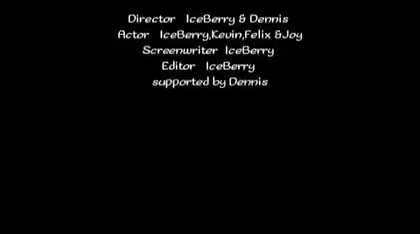 Director IceBerry & Dennis
Actor IceBerry,Kevin,Felix &Joy
Screenwriter IceBerry
Editor IceBerry
supported by Dennis